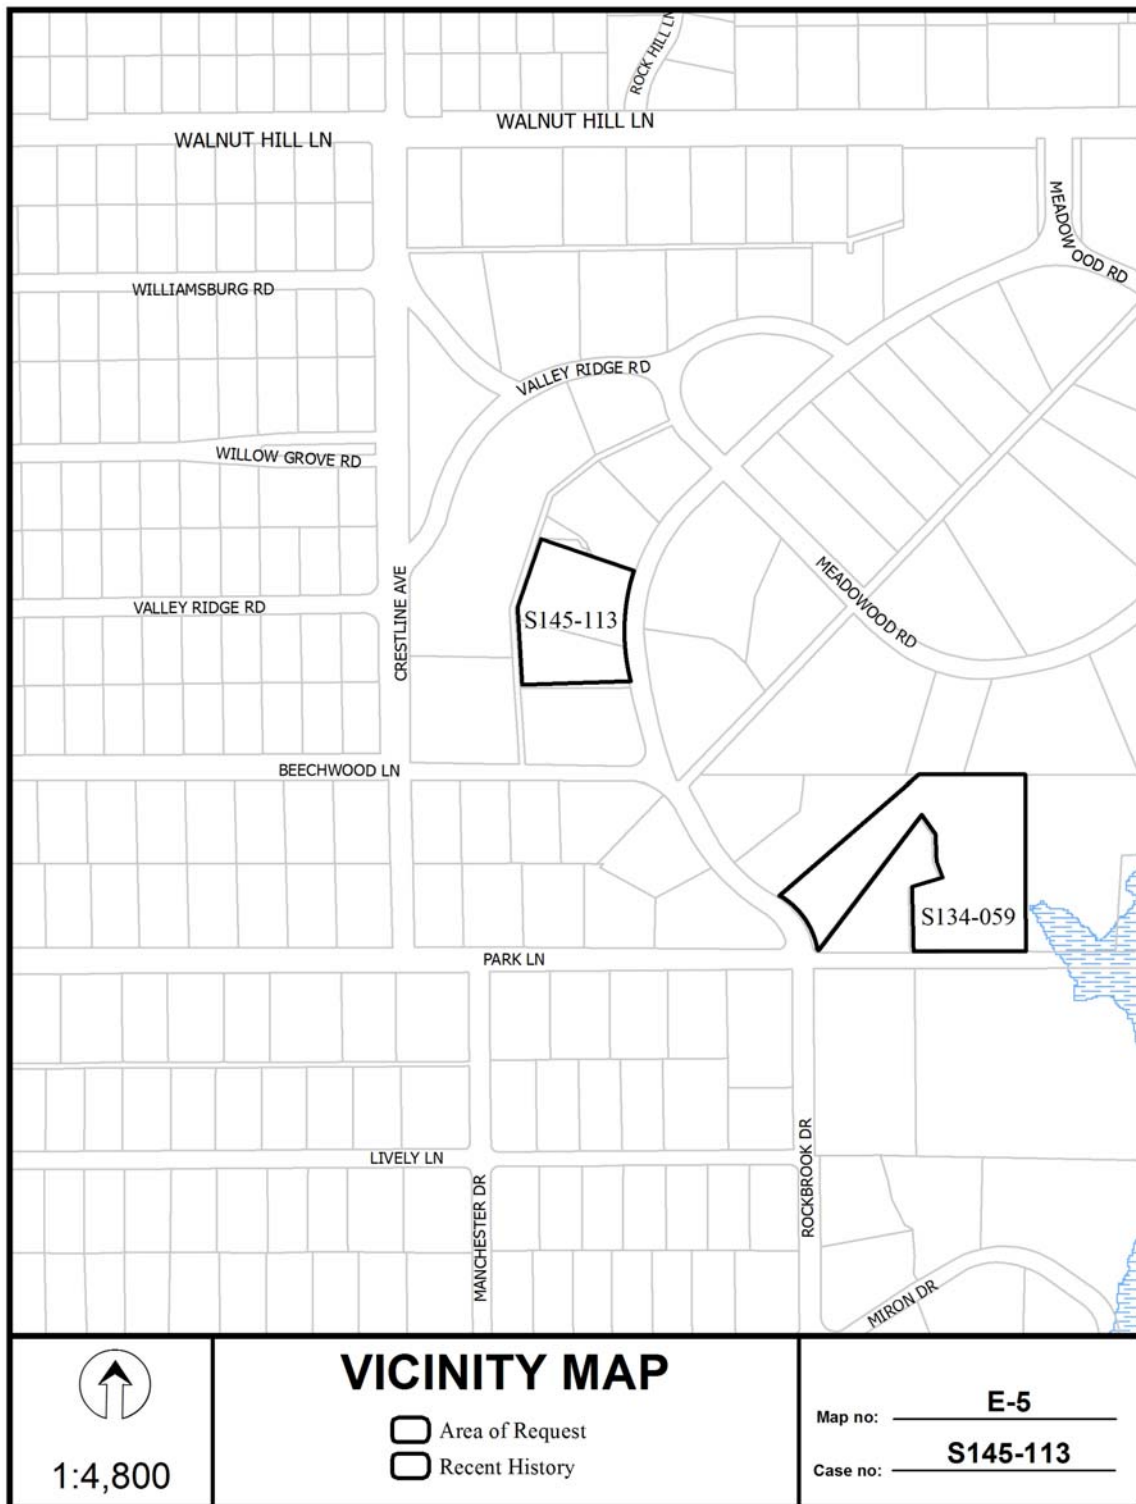 ROCK HILL LN
WALNUT HILL LN
WALNUT HILL LN
MEADOWOOD RD
WILLIAMSBURG RD
VALLEY RIDGE RD
WILLOW GROVE RD
MEADOWOOD RD
CRESTLINE AVE
VALLEY RIDGE RD
S145-113
BEECHWOOD LN
S134-059
PARK LN
LIVELY LN
MANCHESTER DR
ROCKBROOK DR
MIRON DR
1:4,800
VICINITY MAP
Area of Request
Recent History
Map no: E-5
Case no: S145-113